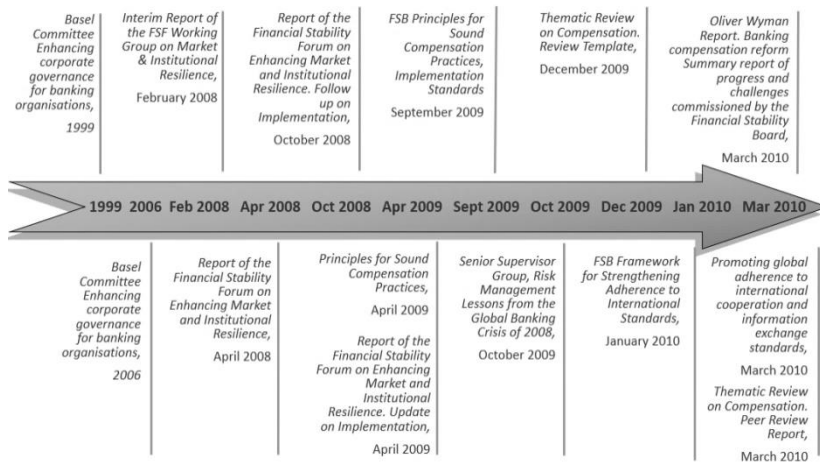 Basel
Committee
Enhancing
corporate
governance
for banking
organisations,
1999
Interim Report of
the FSF Working
Group on Market
& Institutional
Resilience,
February 2008
Report of the
Financial Stability
Forum on
Enhancing Market
and Institutional
Resilience. Follow
up on
Implementation,
October 2008
FSB Principles for
Sound
Compensation
Practices,
Implementation
Standards
September 2009
Thematic Review
on Compensation.
Review Template,
December 2009
Oliver Wyman
Report. Banking
compensation reform
Summary report of
progress and
challenges
commissioned by the
Financial Stability
Board,
March 2010
1999 2006 Feb 2008 Apr 2008 Oct 2008 Apr 2009 Sept 2009 Oct 2009 Dec 2009 Jan 2010 Mar 2010
Basel
Committee
Enhancing
corporate
governance
for banking
organisations,
2006
Report of the
Financial Stability
Forum on
Enhancing Market
and Institutional
Resilience,
April 2008
Principles for Sound
Compensation
Practices,
April 2009
Report of the
Financial Stability
Forum on Enhancing
Market and
Institutional
Resilience. Update
on Implementation,
April 2009
Senior Supervisor
Group, Risk
Management
Lessons from the
Global Banking
Crisis of 2008,
October 2009
FSB Framework
for Strengthening
Adherence to
International
Standards,
January 2010
Promoting global
adherence to
international
cooperation and
information
exchange
standards,
March 2010
Thematic Review
on Compensation.
Peer Review
Report,
March 2010